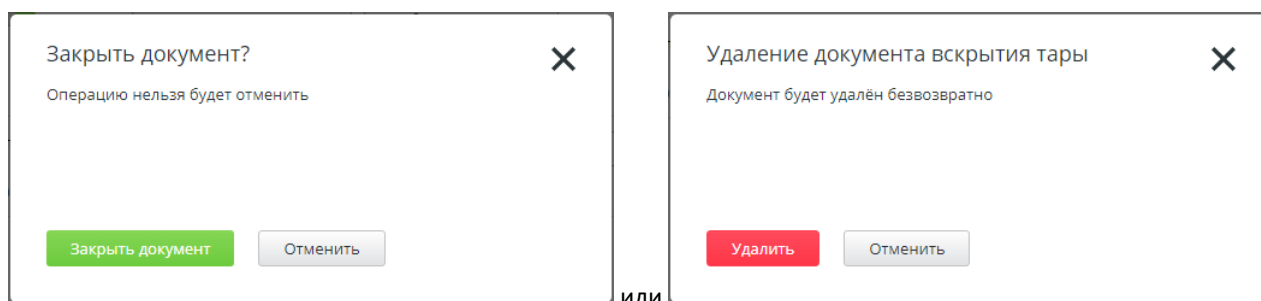 Закрыть документ?
Операцию нельзя будет отменить
Закрыть документ Отменить
или
Удаление документа вскрытия тары
Документ будет удалён безвозвратно
Удалить Отменить